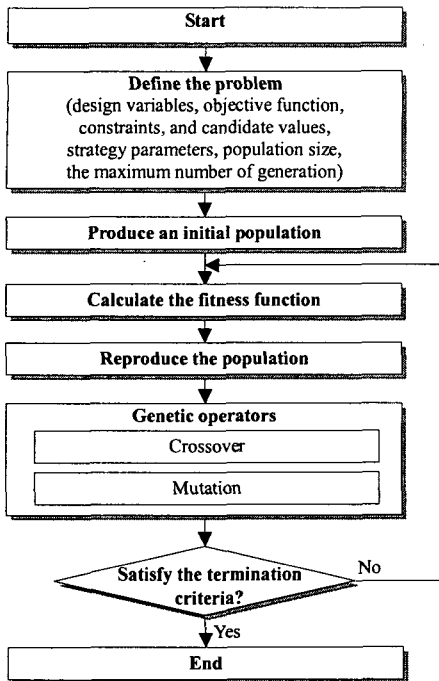 Start
Define the problem
(design variables, objective function,
constraints, and candidate values,
strategy parameters, population size,
the maximum number of generation)
Produce an initial population
Calculate the fitness function
Reproduce the population
Genetic operators
Crossover
Mutation
Satisfy the termination
criteria?
No
Yes
End